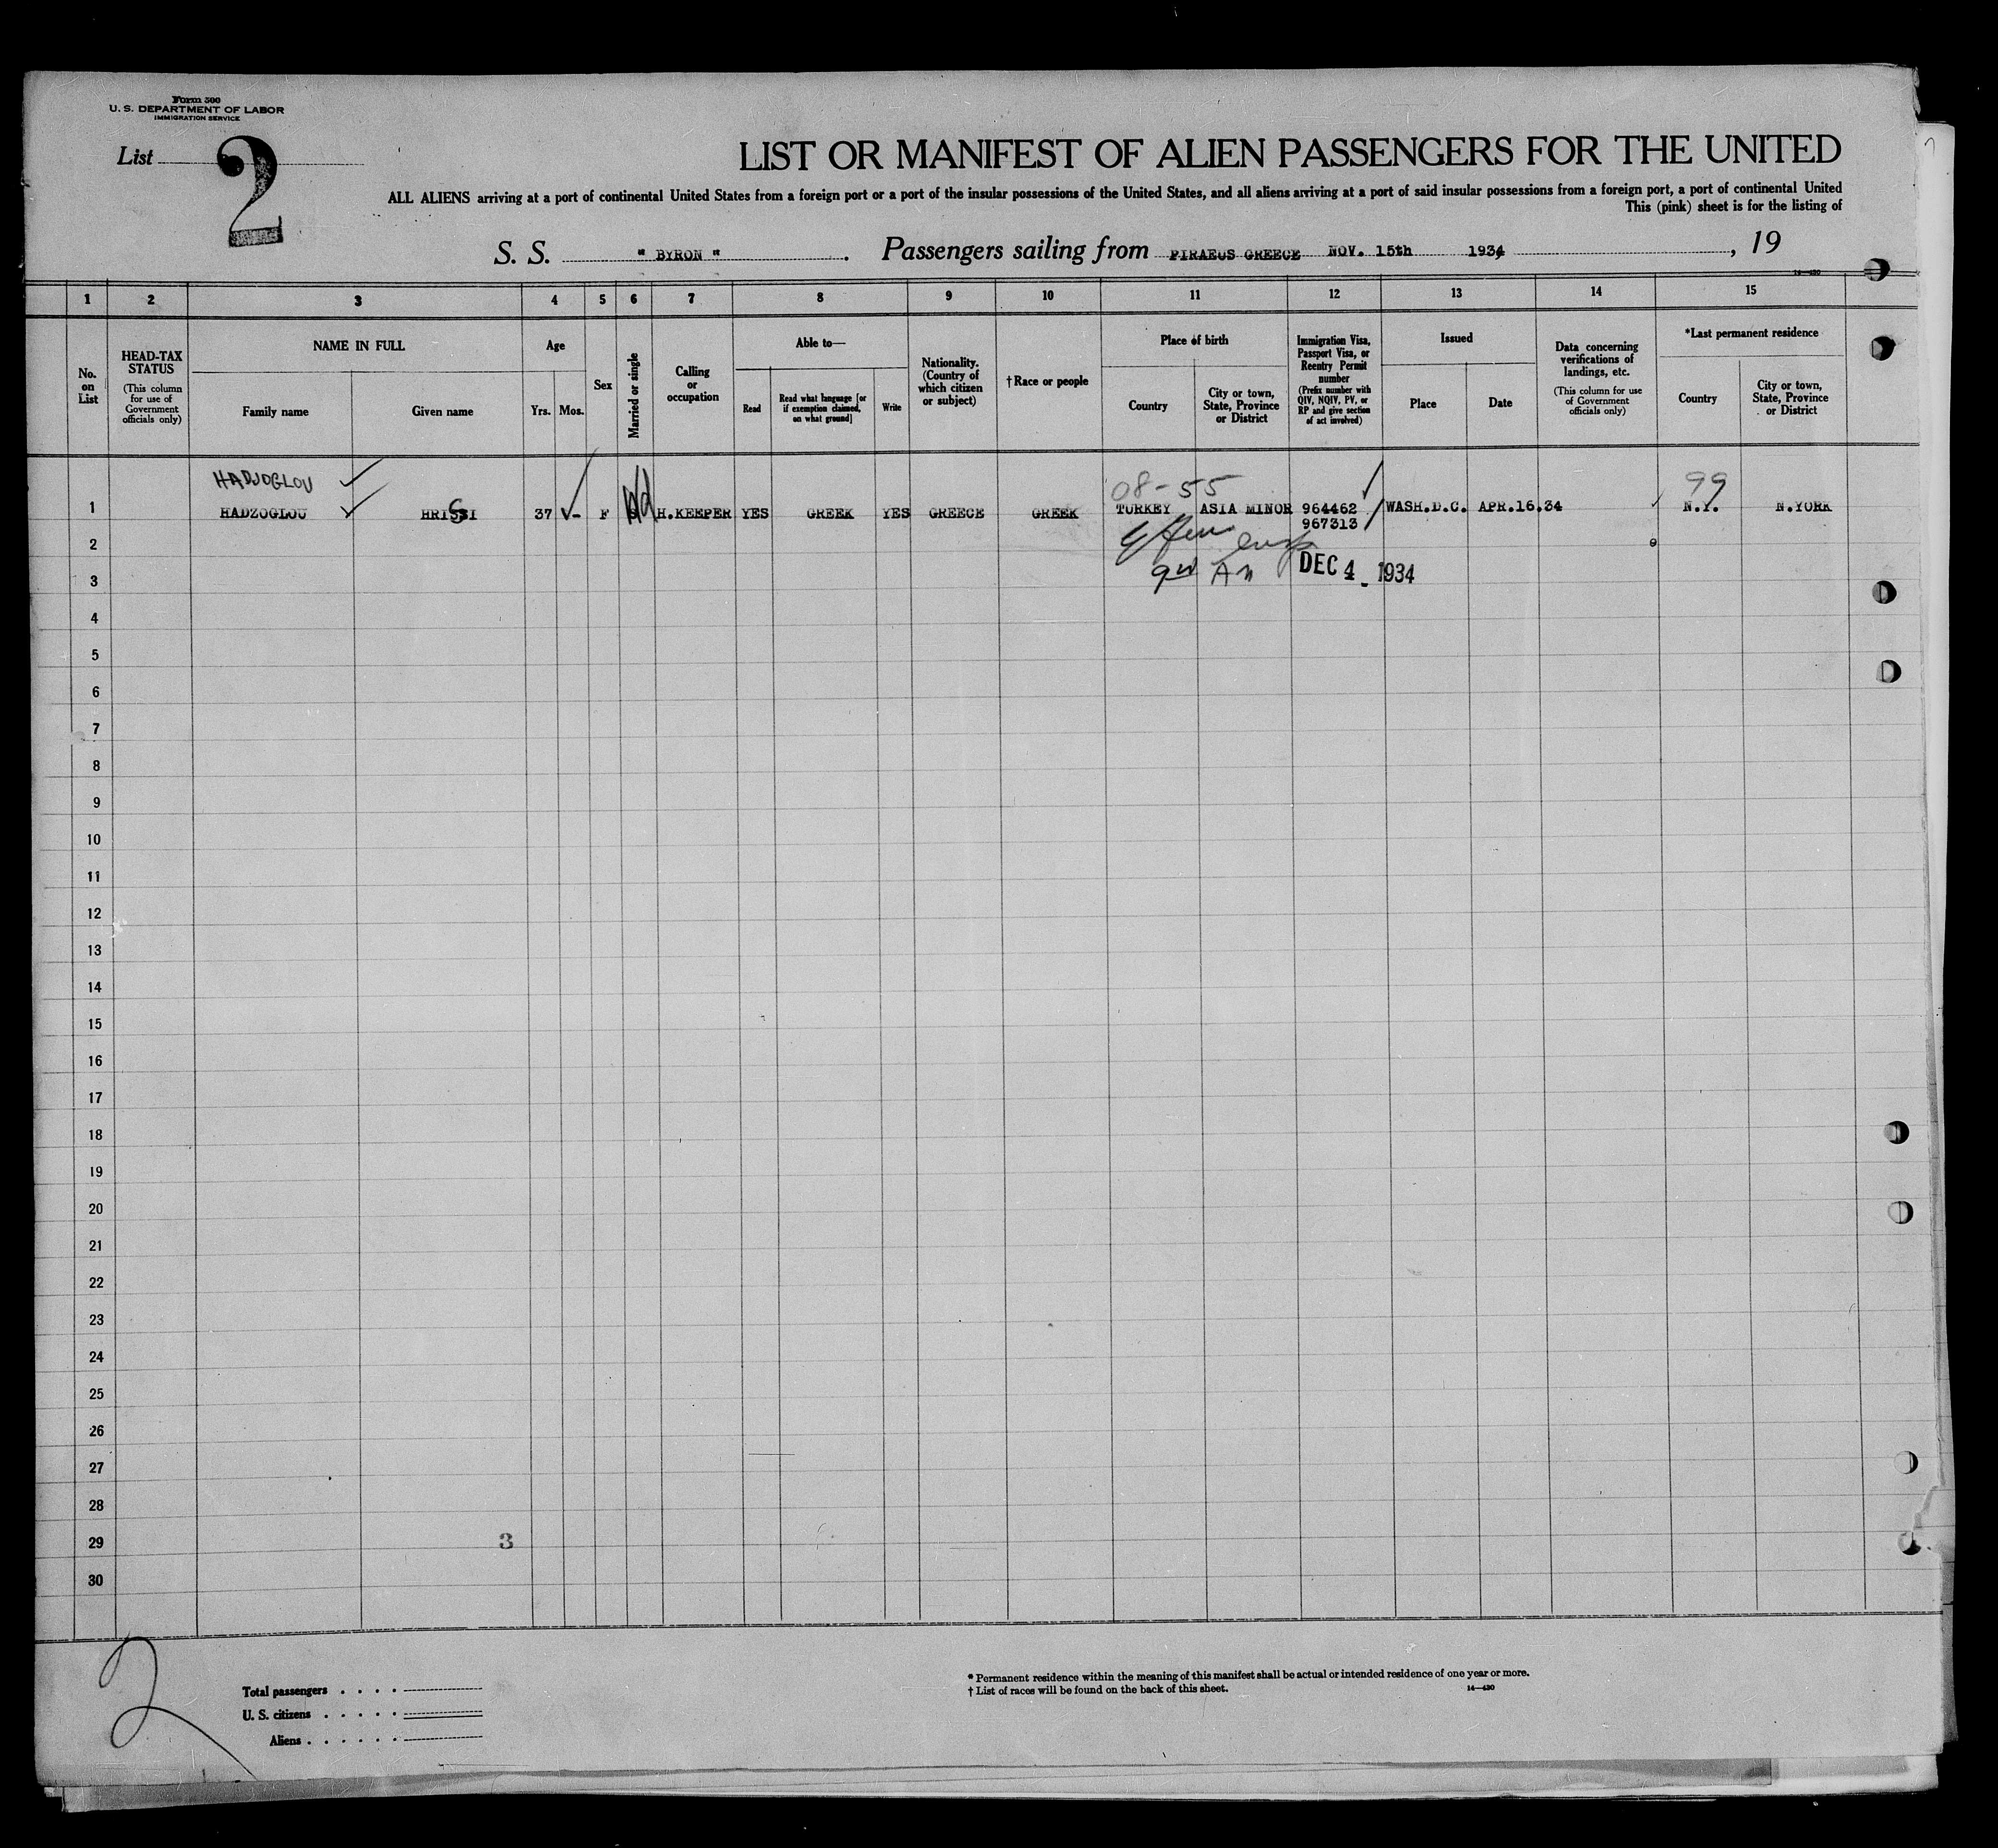 Form 500
U. S. DEPARTMENT OF LABOR
IMMIGRATION SERVICE
List 2
LIST OR MANIFEST OF ALIEN PASSENGERS FOR THE UNITED
ALL ALIENS arriving at a port of continental United States from a foreign port or a port of the insular possessions of the United States, and all aliens arriving at a port of said insular possessions from a foreign port, a port of continental United
This (pink) sheet is for the listing of
S. S. " BYRON ". Passengers sailing from PIRAEUS GREECE NOV. 15th 1934, 19
14—430
1 2 3 4 5 6 7 8 9 10 11 12 13 14 15
No. on List
HEAD-TAX STATUS
(This column for use of Government officials only)
NAME IN FULL
Family name
Given name
Age
Yrs. Mos.
Sex
Married or single
Calling or occupation
Able to—
Read
Read what language [or if exemption claimed, on what ground]
Write
Nationality. (Country of which citizen or subject)
† Race or people
Place of birth
Country
City or town, State, Province or District
Immigration Visa, Passport Visa, or Reentry Permit number
(Prefix number with QIV, NQIV, PV, or RP and give section of act involved)
Issued
Place
Date
Data concerning verifications of landings, etc.
(This column for use of Government officials only)
*Last permanent residence
Country
City or town, State, Province or District
HADJOGLOU ✓ 08-55 ✓ 99
1 HADZOGLOU ✓ HRISSI 37 ✓ - F H.KEEPER YES GREEK YES GREECE GREEK TURKEY ASIA MINOR 964462 / WASH.D.C. APR.16.34 ✓ N.Y. N.YORK
967313
2
3 DEC 4 - 1934
4
5
6
7
8
9
10
11
12
13
14
15
16
17
18
19
20
21
22
23
24
25
26
27
28
29 3
30
2
Total passengers . . . .
U. S. citizens . . . . .
Aliens . . . . . .
* Permanent residence within the meaning of this manifest shall be actual or intended residence of one year or more.
† List of races will be found on the back of this sheet. 14—430